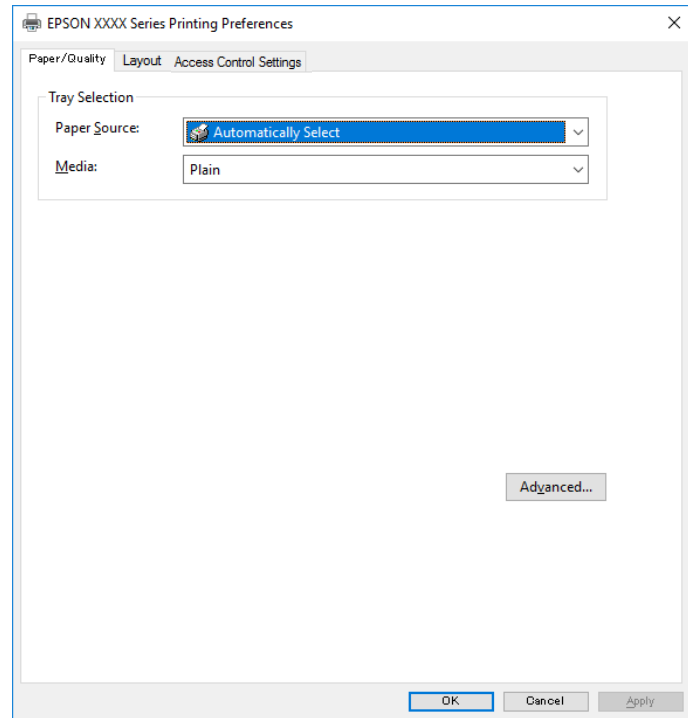 EPSON XXXX Series Printing Preferences
Paper/Quality Layout Access Control Settings
Tray Selection
Paper Source: Automatically Select
Media: Plain
Advanced...
OK Cancel Apply